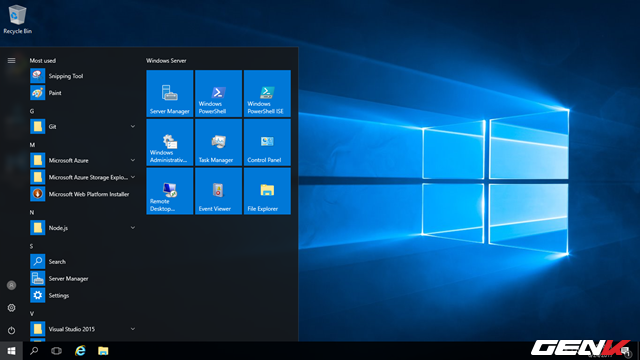 Recycle Bin
Most used
Snipping Tool
Paint
G
Git
M
Microsoft Azure
Microsoft Azure Storage Explo...
Microsoft Web Platform Installer
N
Node.js
S
Search
Server Manager
Settings
V
Visual Studio 2015
Windows Server
Server Manager
Windows
PowerShell
Windows
PowerShell ISE
Windows
Administrativ...
Task Manager
Control Panel
Remote
Desktop...
Event Viewer
File Explorer
GENK